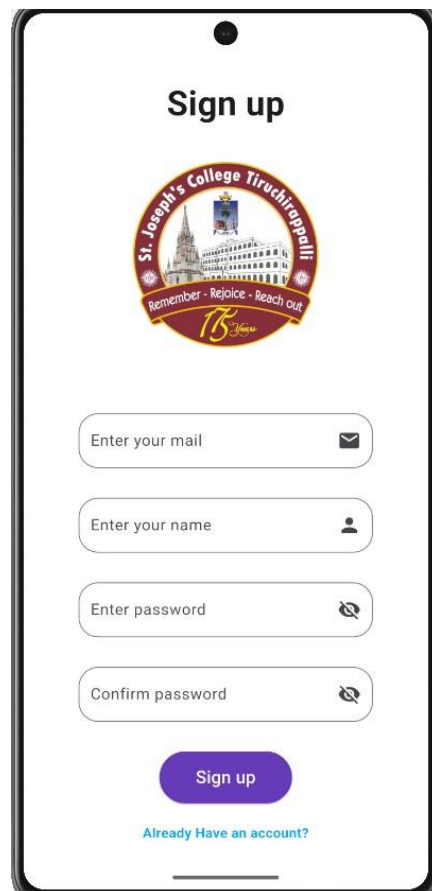 Sign up
St. Joseph's College Tiruchirappalli
Remember - Rejoice - Reach out
175 Years
Enter your mail
Enter your name
Enter password
Confirm password
Sign up
Already Have an account?